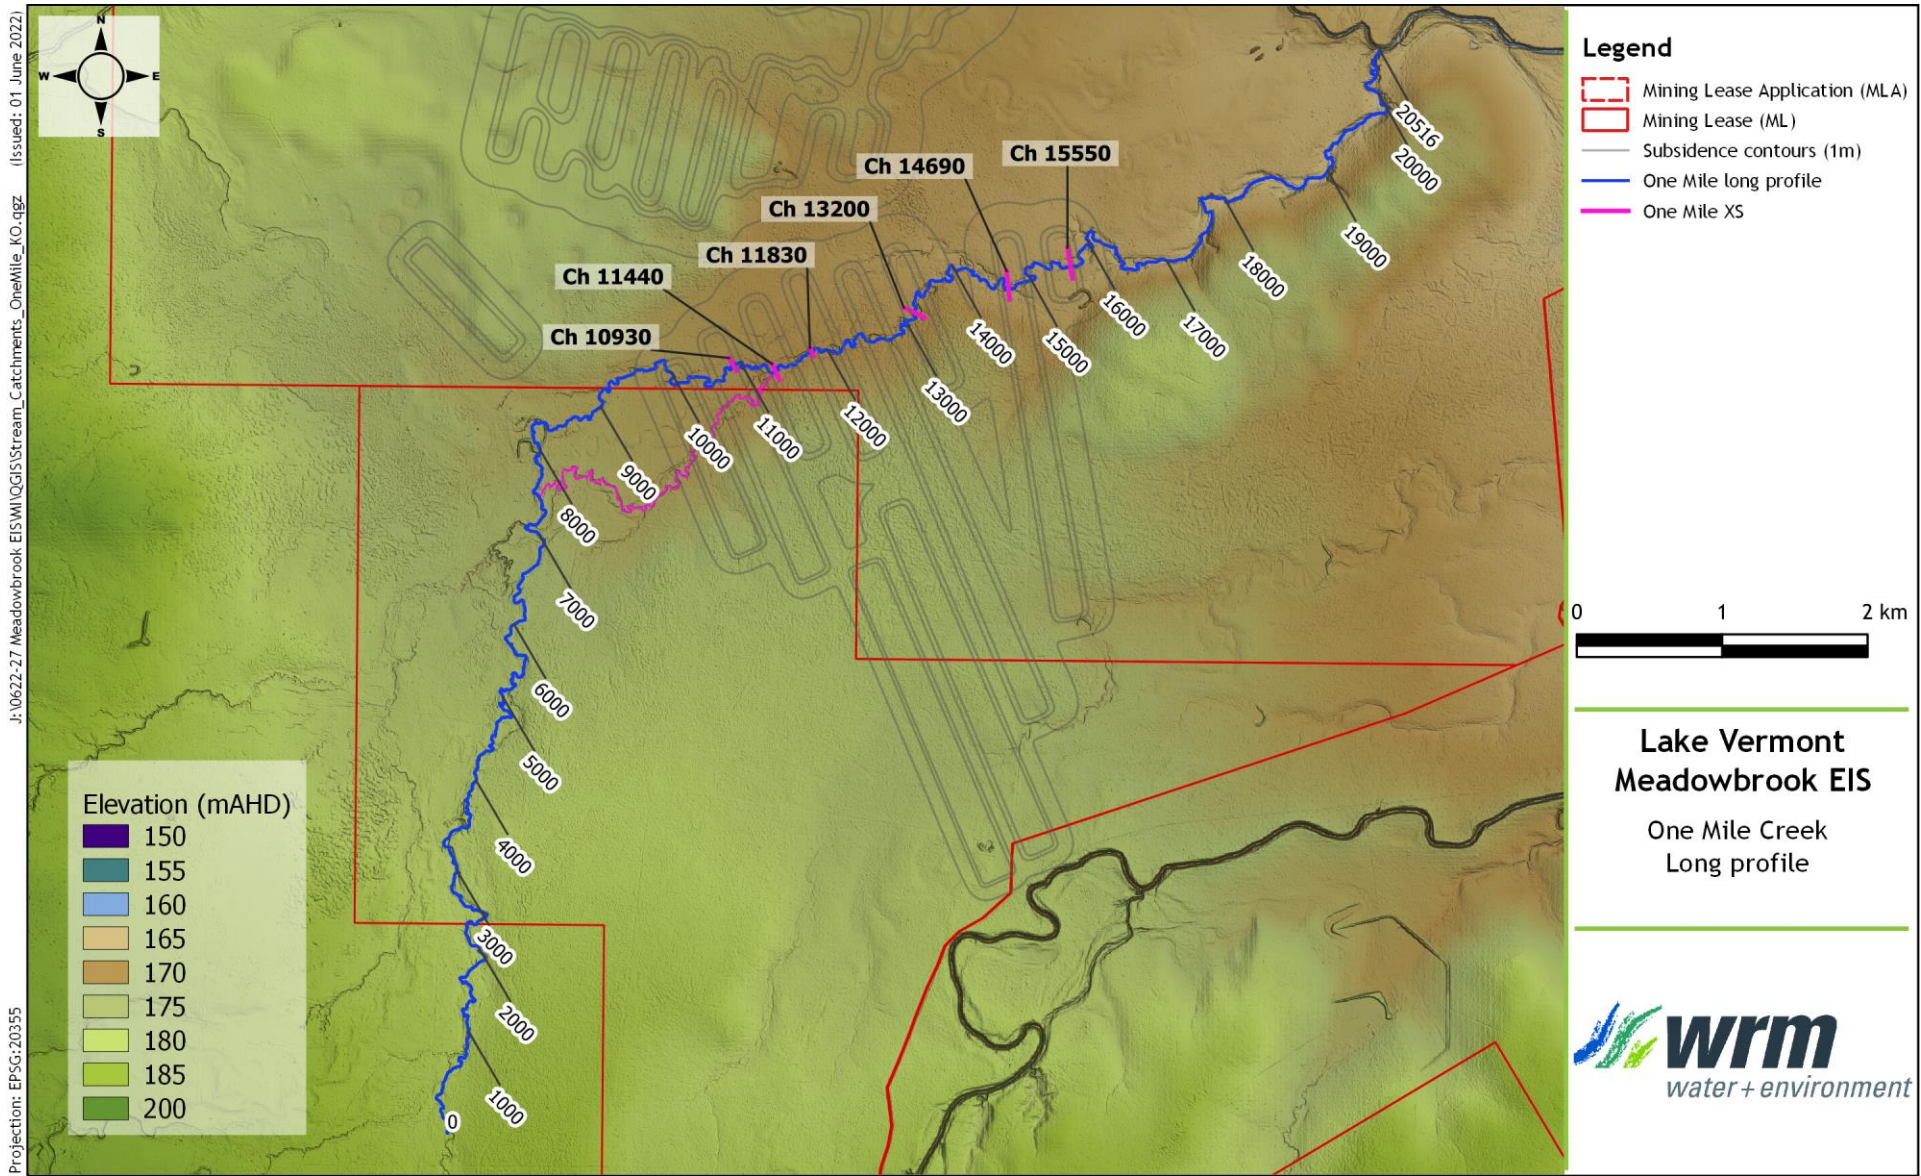 J:\0622-27 Meadowbrook EIS\WI\QGIS\Stream_Catchments_OneMile_KO.qgz (Issued: 01 June 2022)
Projection: EPSG:20355
N
W E
S
Ch 10930
Ch 11440
Ch 11830
Ch 13200
Ch 14690
Ch 15550
20516
20000
19000
18000
17000
16000
15000
14000
13000
12000
11000
10000
9000
8000
7000
6000
5000
4000
3000
2000
1000
0
Elevation (mAHD)
150
155
160
165
170
175
180
185
200
Legend
Mining Lease Application (MLA)
Mining Lease (ML)
Subsidence contours (1m)
One Mile long profile
One Mile XS
0 1 2 km
Lake Vermont
Meadowbrook EIS
One Mile Creek
Long profile
wrm
water + environment